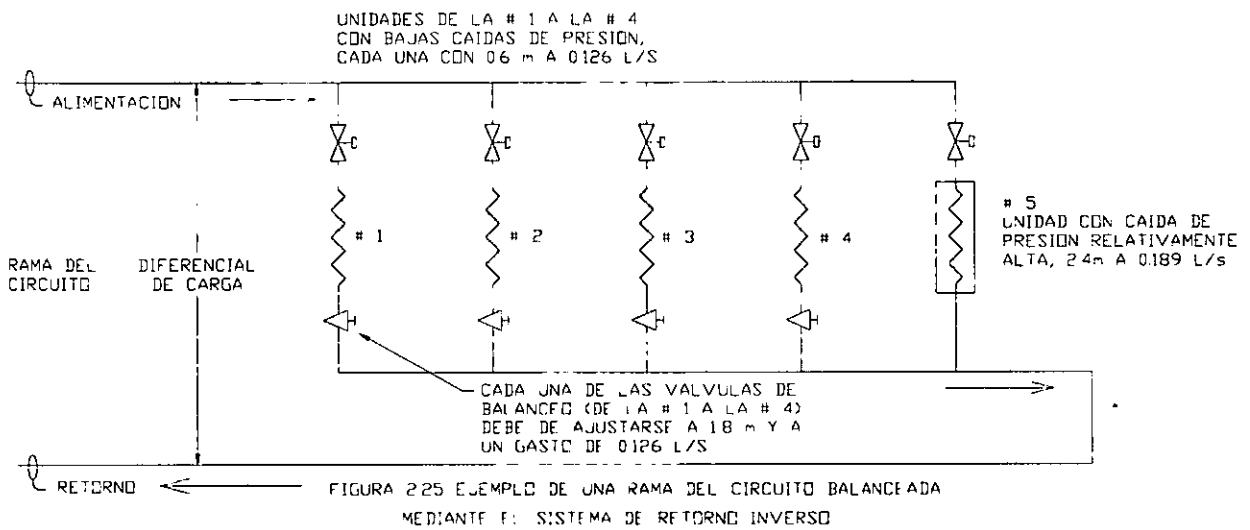 UNIDADES DE LA # 1 A LA # 4
CON BAJAS CAIDAS DE PRESION,
CADA UNA CON 06 m A 0126 L/S
ALIMENTACION
# 1
# 2
# 3
# 4
# 5
UNIDAD CON CAIDA DE
PRESION RELATIVAMENTE
ALTA, 24m A 0.189 L/s
RAMA DEL
CIRCUITO
DIFERENCIAL
DE CARGA
CADA UNA DE LAS VALVULAS DE
BALANCEO (DE LA # 1 A LA # 4)
DEBE DE AJUSTARSE A 18 m Y A
UN GASTO DE 0126 L/S
RETORNO
FIGURA 225 EJEMPLO DE UNA RAMA DEL CIRCUITO BALANCEADA
MEDIANTE EL SISTEMA DE RETORNO INVERSO